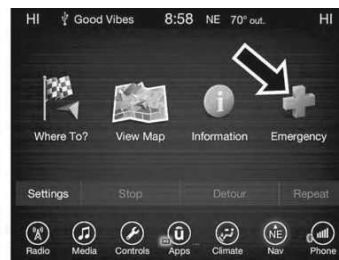 HI Good Vibes 8:58 NE 70° out. HI
Where To? View Map Information Emergency
Settings Stop Detour Repeat
NE
Radio Media Controls Apps Climate Nav Phone